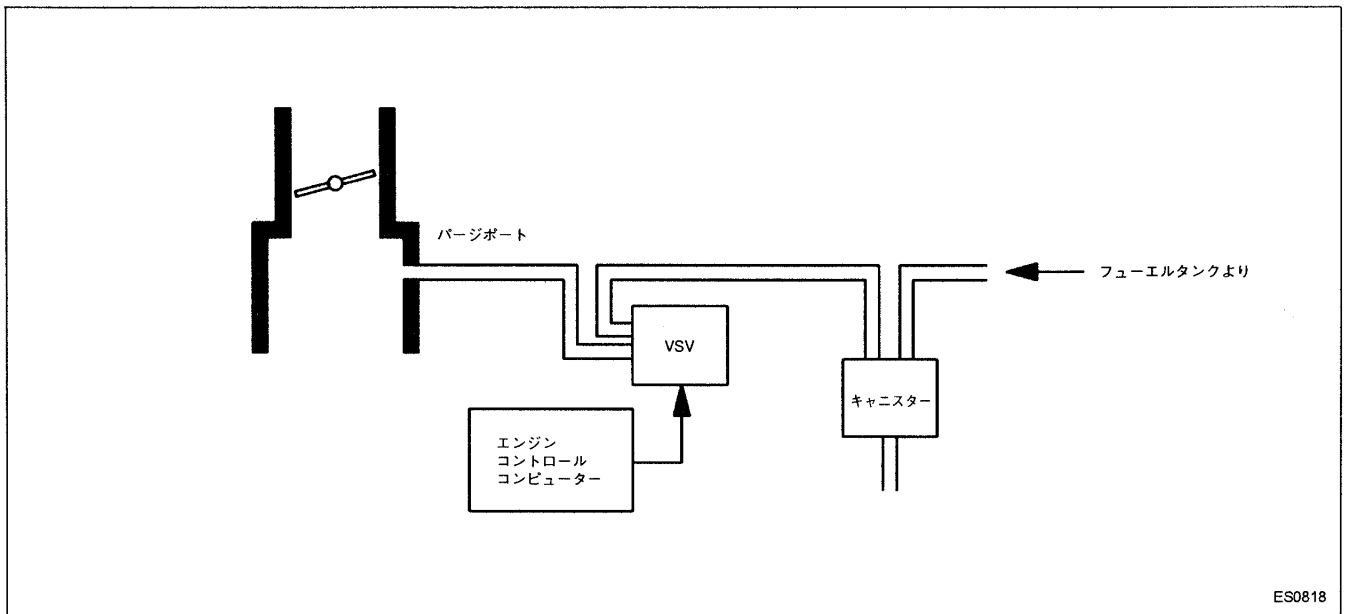 パージポート
フューエルタンクより
VSV
キャニスター
エンジン
コントロール
コンピューター
ES0818